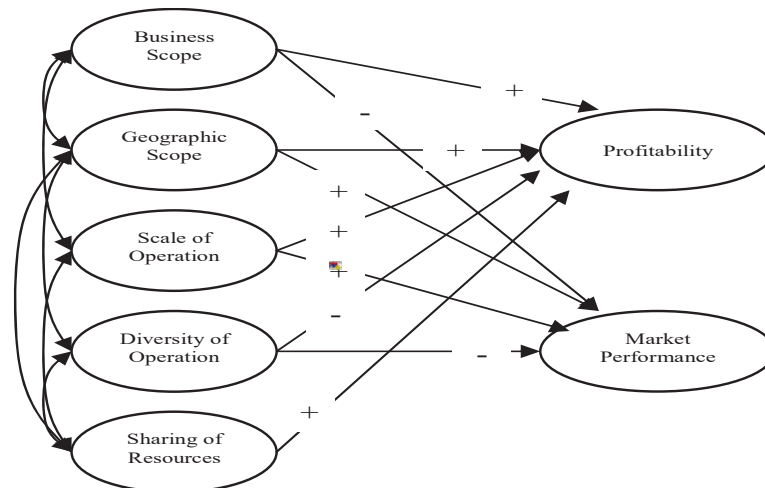 Business
Scope
+
-
Geographic
Scope
+
Profitability
+
Scale of
Operation
+
+
-
Diversity of
Operation
-
Market
Performance
+
Sharing of
Resources